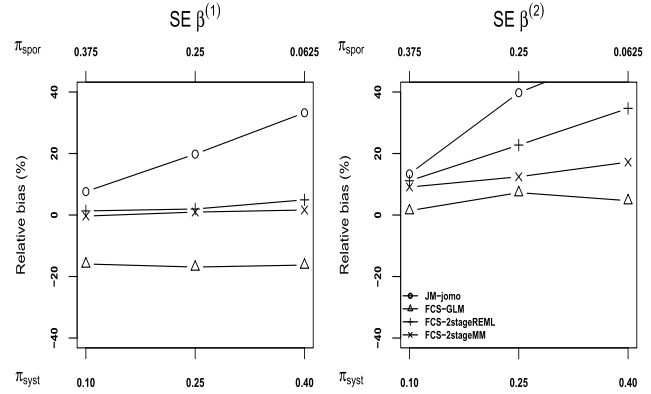 SE β(1)
πspor 0.375 0.25 0.0625
Relative bias (%)
40
20
0
-20
-40
πsyst 0.10 0.25 0.40
SE β(2)
πspor 0.375 0.25 0.0625
Relative bias (%)
40
20
0
-20
-40
JM-jomo
FCS-GLM
FCS-2stageREML
FCS-2stageMM
πsyst 0.10 0.25 0.40